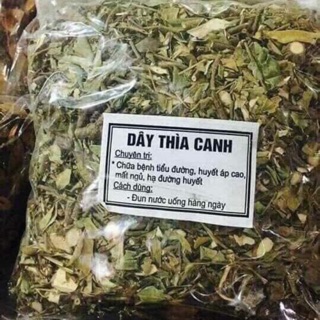 DÂY THÌA CANH
Chuyên trị:
* Chữa bệnh tiểu đường, huyết áp cao,
mất ngủ, hạ đường huyết
Cách dùng:
- Đun nước uống hàng ngày